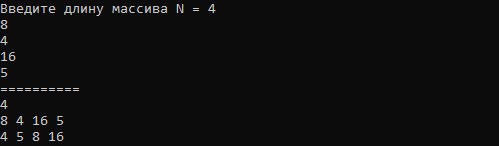 Введите длину массива N = 4
8
4
16
5
==========
4
8 4 16 5
4 5 8 16